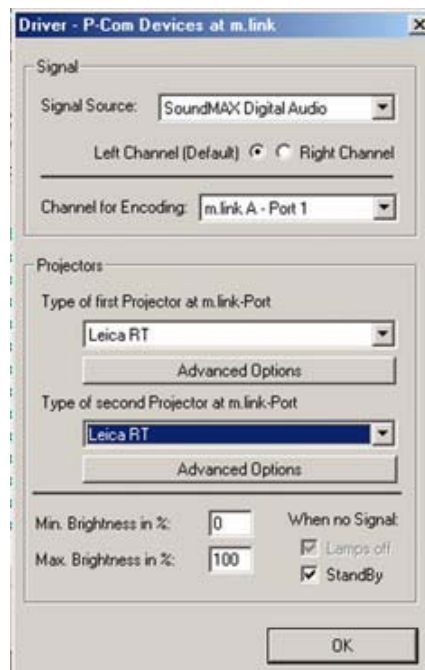 Driver - P-Com Devices at m.link
Signal
Signal Source: SoundMAX Digital Audio
Left Channel (Default) Right Channel
Channel for Encoding: m.link A - Port 1
Projectors
Type of first Projector at m.link-Port
Leica RT
Advanced Options
Type of second Projector at m.link-Port
Leica RT
Advanced Options
Min. Brightness in %: 0 When no Signal:
Lamps off
Max. Brightness in %: 100
StandBy
OK